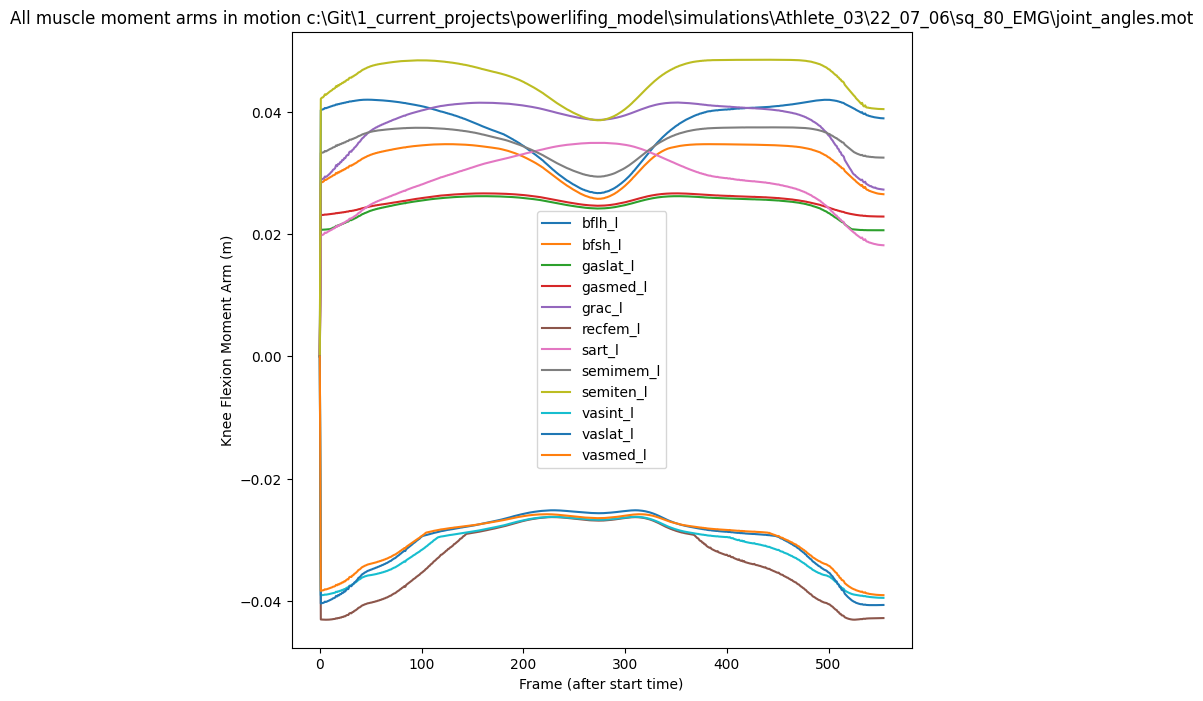 All muscle moment arms in motion c:\Git\1_current_projects\powerlifing_model\simulations\Athlete_03\22_07_06\sq_80_EMG\joint_angles.mot
Knee Flexion Moment Arm (m)
0.04
0.02
0.00
−0.02
−0.04
bflh_l
bfsh_l
gaslat_l
gasmed_l
grac_l
recfem_l
sart_l
semimem_l
semiten_l
vasint_l
vaslat_l
vasmed_l
0 100 200 300 400 500
Frame (after start time)